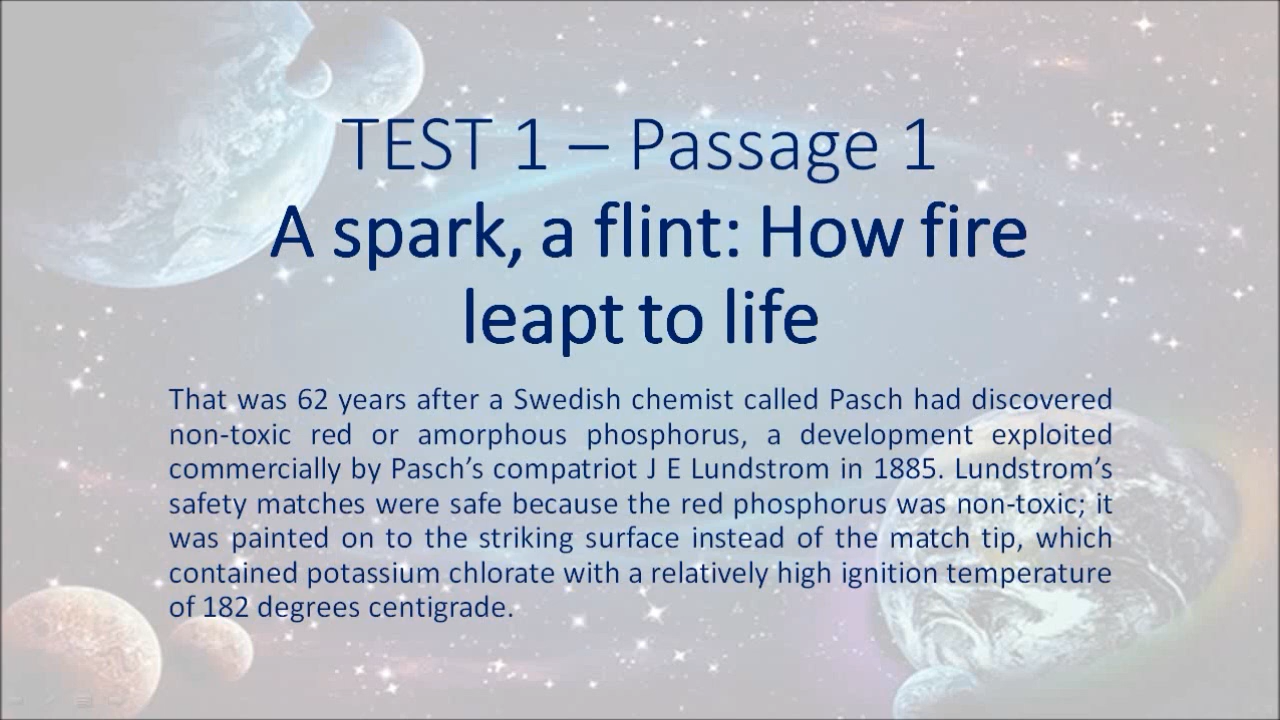 TEST 1 – Passage 1
A spark, a flint: How fire
leapt to life
That was 62 years after a Swedish chemist called Pasch had discovered
non-toxic red or amorphous phosphorus, a development exploited
commercially by Pasch’s compatriot J E Lundstrom in 1885. Lundstrom’s
safety matches were safe because the red phosphorus was non-toxic; it
was painted on to the striking surface instead of the match tip, which
contained potassium chlorate with a relatively high ignition temperature
of 182 degrees centigrade.